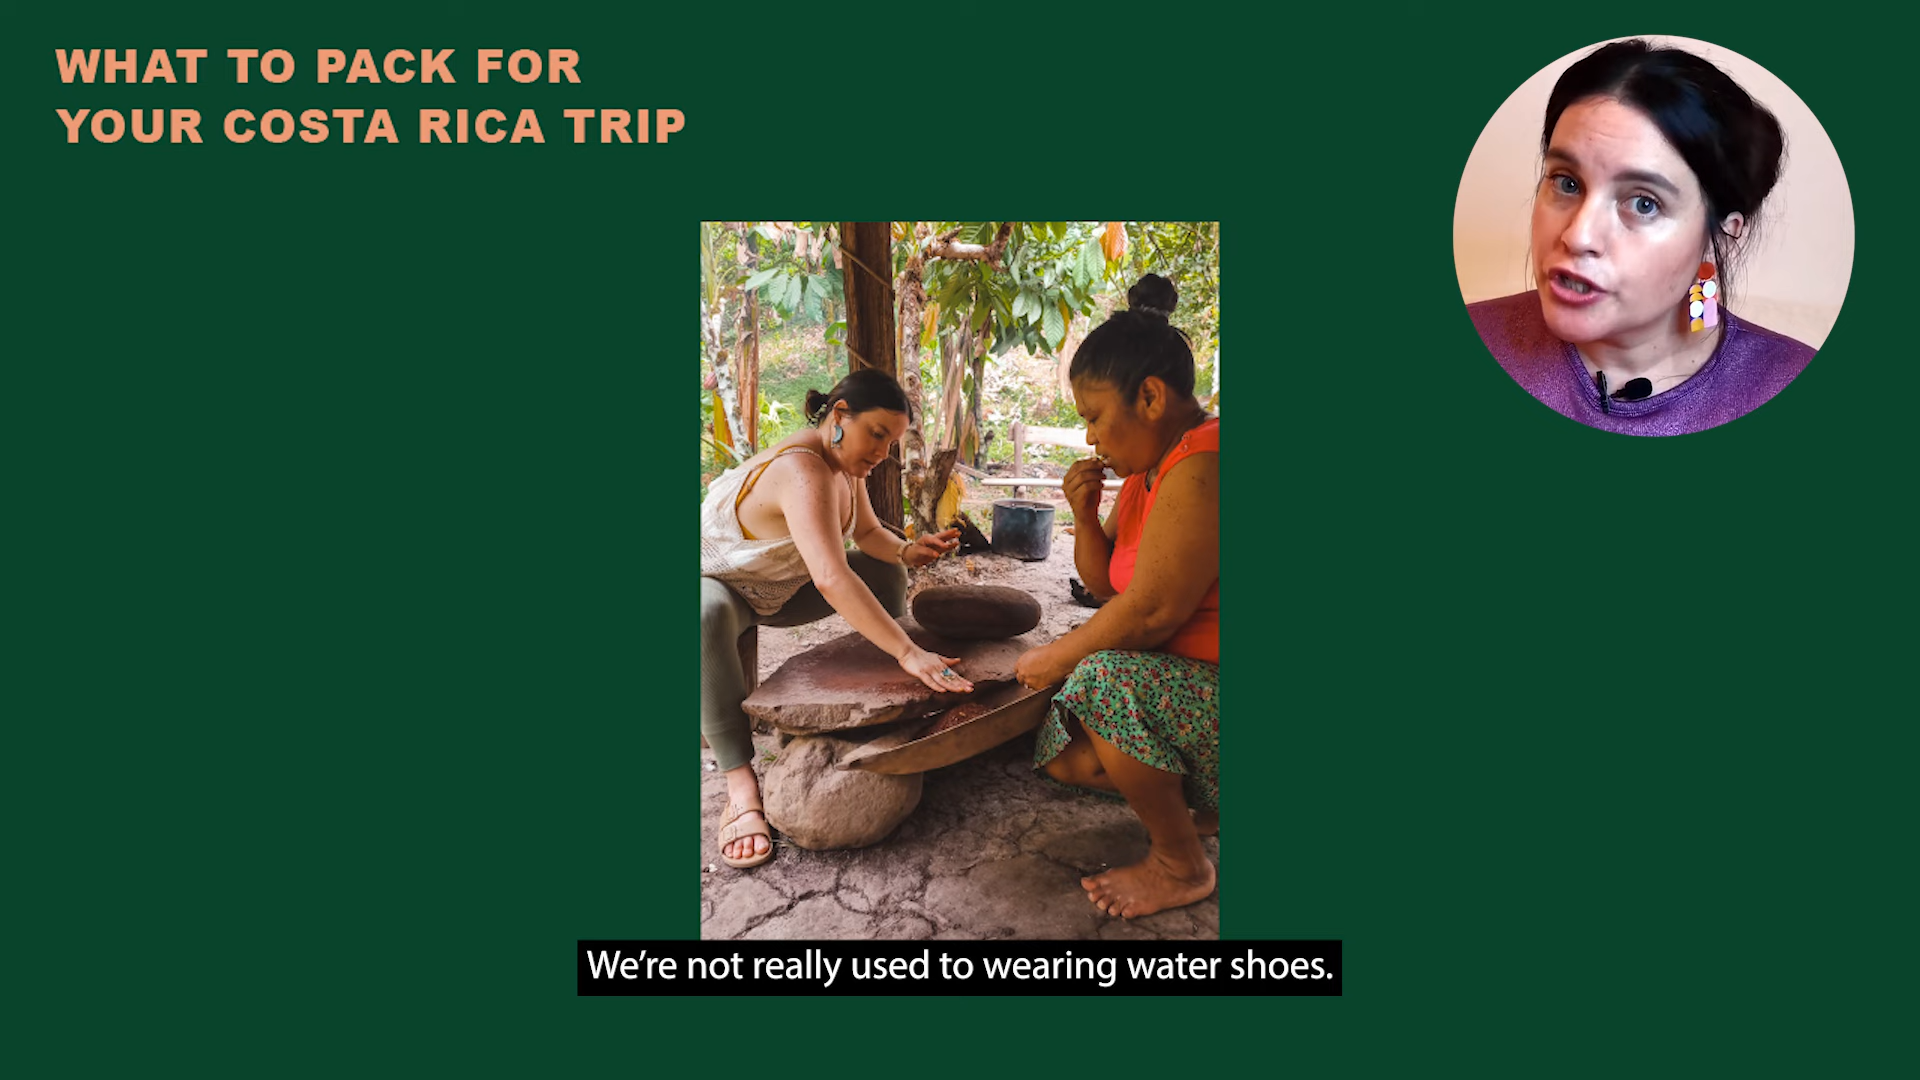 WHAT TO PACK FOR
YOUR COSTA RICA TRIP
We’re not really used to wearing water shoes.